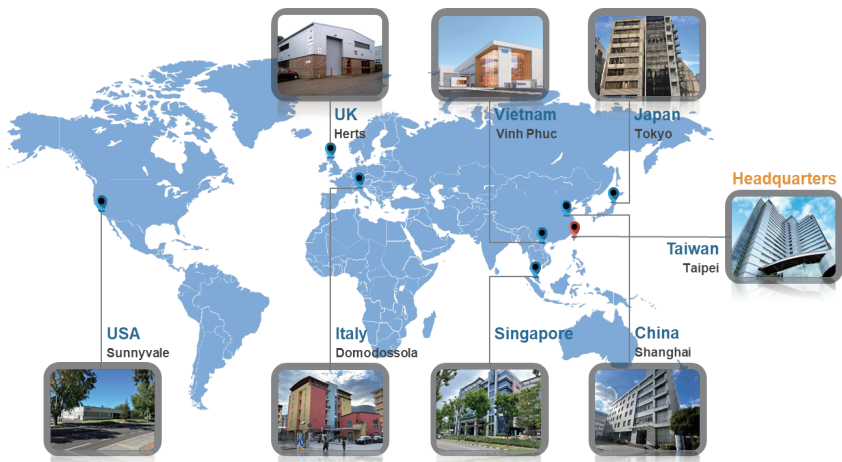 UK
Herts
Vietnam
Vinh Phuc
Japan
Tokyo
Headquarters
Taiwan
Taipei
USA
Sunnyvale
Italy
Domodossola
Singapore
China
Shanghai